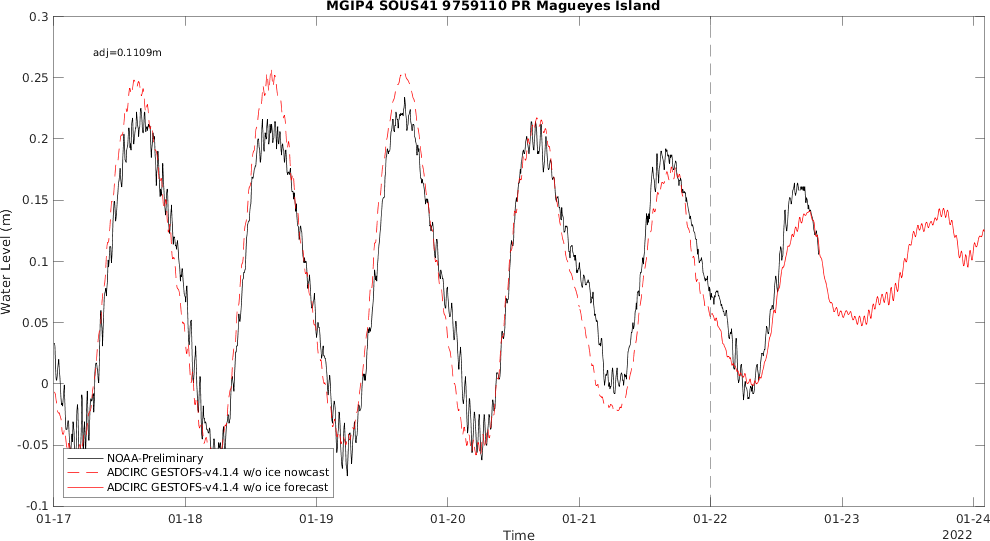 MGIP4 SOUS41 9759110 PR Magueyes Island
adj=0.1109m
Water Level (m)
0.3
0.25
0.2
0.15
0.1
0.05
0
-0.05
-0.1
NOAA-Preliminary
ADCIRC GESTOFS-v4.1.4 w/o ice nowcast
ADCIRC GESTOFS-v4.1.4 w/o ice forecast
01-17 01-18 01-19 01-20 01-21 01-22 01-23 01-24
Time
2022